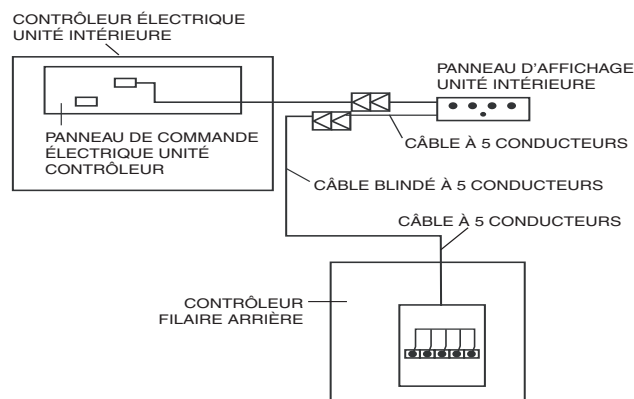 CONTRÔLEUR ÉLECTRIQUE
UNITÉ INTÉRIEURE
PANNEAU D'AFFICHAGE
UNITÉ INTÉRIEURE
PANNEAU DE COMMANDE
ÉLECTRIQUE UNITÉ
CONTRÔLEUR
CÂBLE À 5 CONDUCTEURS
CÂBLE BLINDÉ À 5 CONDUCTEURS
CÂBLE À 5 CONDUCTEURS
CONTRÔLEUR
FILAIRE ARRIÈRE